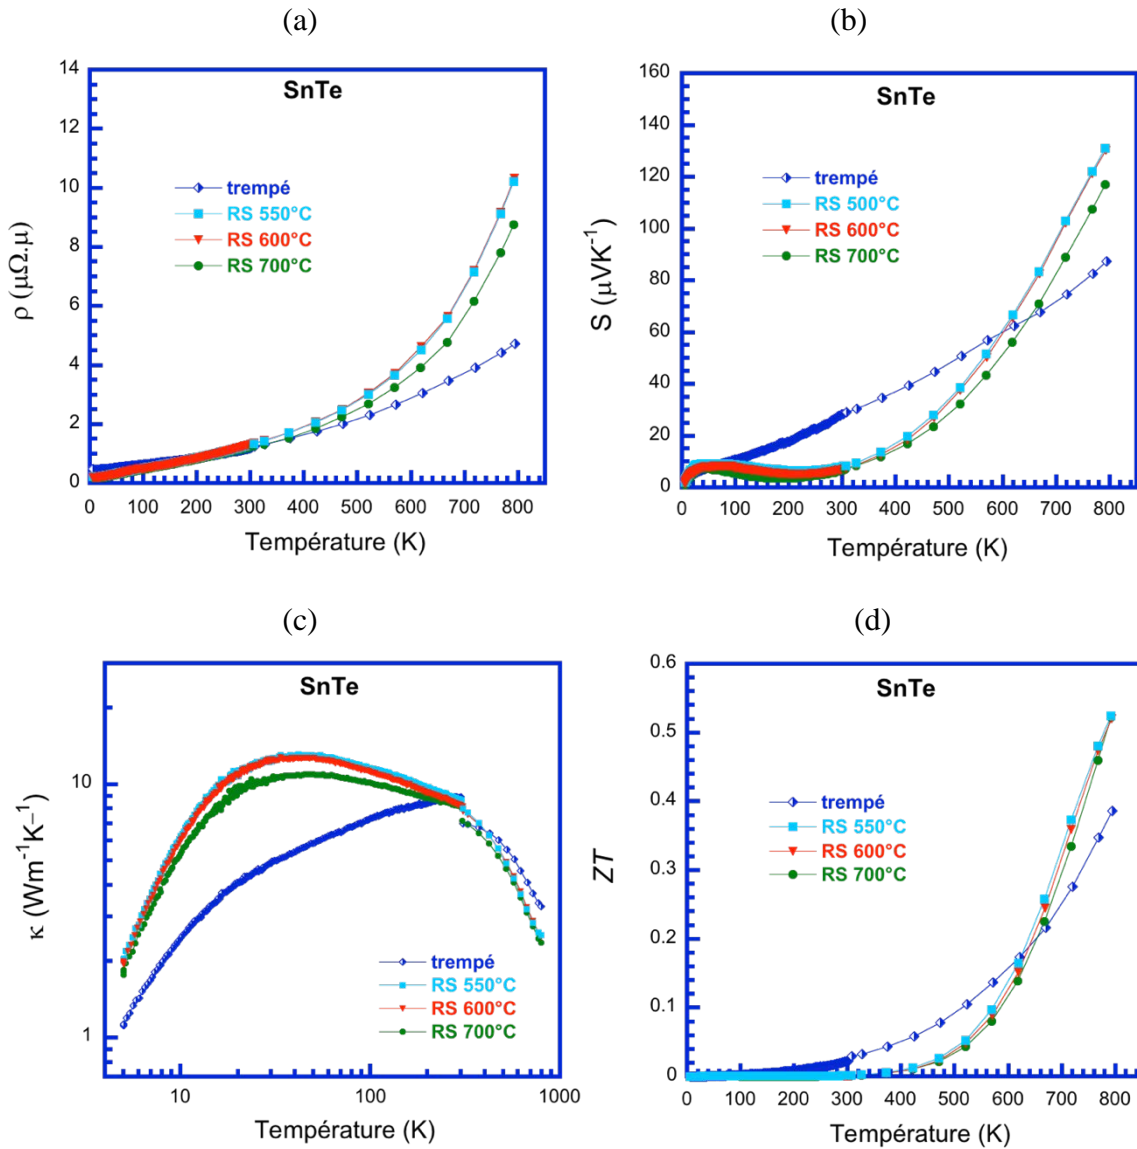 (a)
SnTe
14
12
10
8
6
4
2
0
ρ (μΩ.μ)
trempé
RS 550°C
RS 600°C
RS 700°C
0 100 200 300 400 500 600 700 800
Température (K)
(b)
SnTe
160
140
120
100
80
60
40
20
0
S (μVK⁻¹)
trempé
RS 500°C
RS 600°C
RS 700°C
0 100 200 300 400 500 600 700 800
Température (K)
(c)
SnTe
10
1
κ (Wm⁻¹K⁻¹)
trempé
RS 550°C
RS 600°C
RS 700°C
10 100 1000
Température (K)
(d)
SnTe
0.6
0.5
0.4
0.3
0.2
0.1
0
ZT
trempé
RS 550°C
RS 600°C
RS 700°C
0 100 200 300 400 500 600 700 800
Température (K)